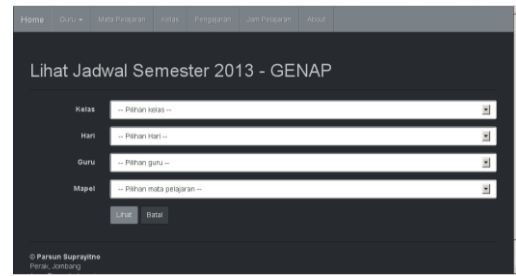 Home Guru Mata Pelajaran Kelas Pengajaran Jam Pelajaran About
Lihat Jadwal Semester 2013 - GENAP
Kelas -- Pilihan kelas --
Hari -- Pilihan Hari --
Guru -- Pilihan guru --
Mapel -- Pilihan mata pelajaran --
Lihat Batal
© Parsun Suprayitno
Perak, Jombang